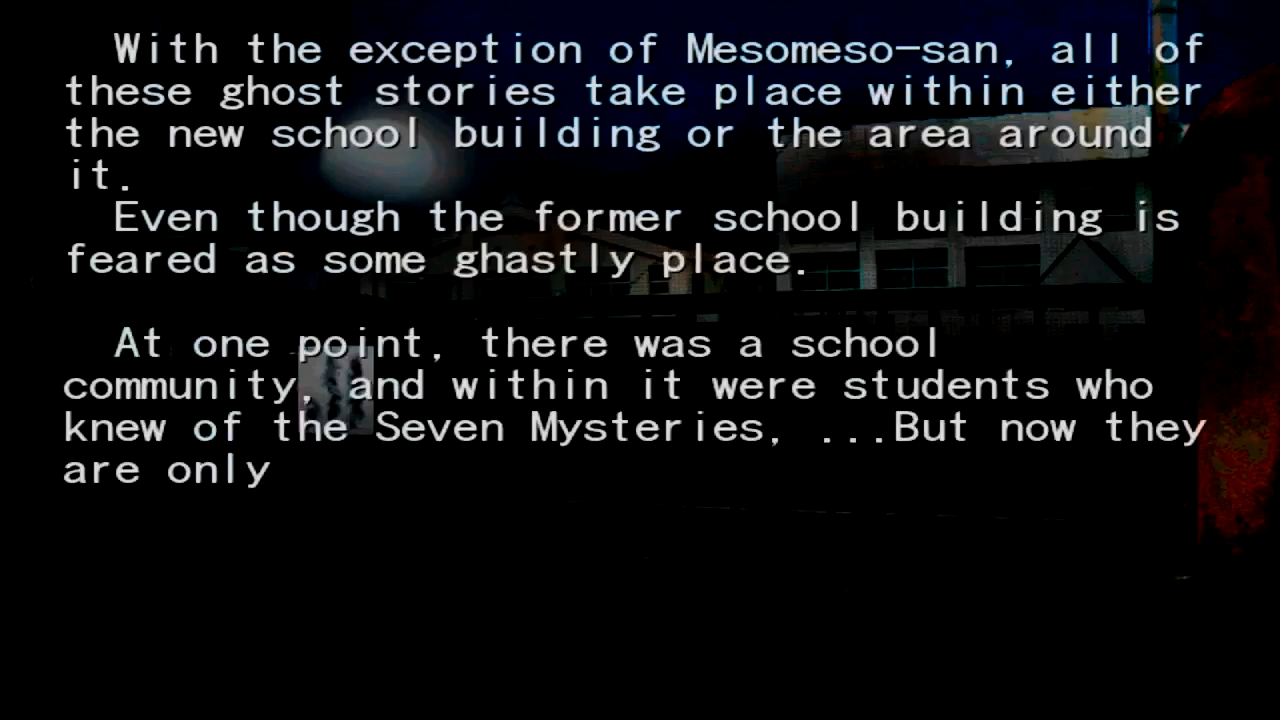 With the exception of Mesomeso-san, all of
these ghost stories take place within either
the new school building or the area around
it.
Even though the former school building is
feared as some ghastly place.
At one point, there was a school
community, and within it were students who
knew of the Seven Mysteries, ...But now they
are only